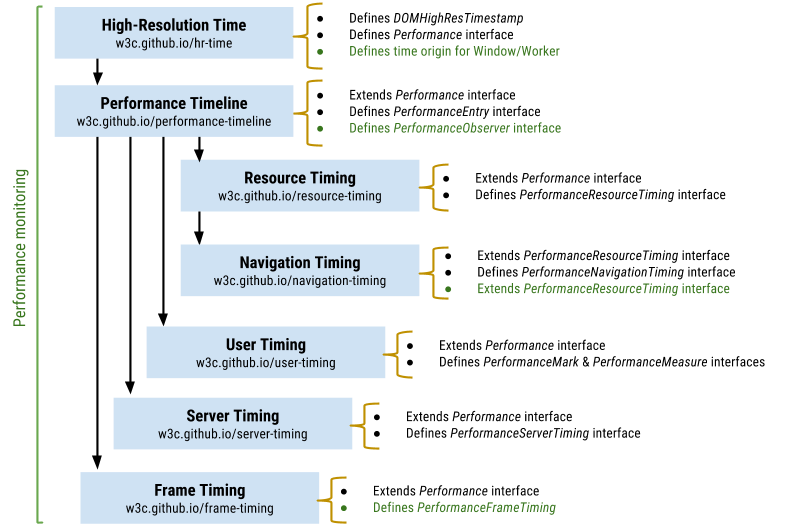 High-Resolution Time
w3c.github.io/hr-time
● Defines DOMHighResTimestamp
● Defines Performance interface
● Defines time origin for Window/Worker
Performance Timeline
w3c.github.io/performance-timeline
● Extends Performance interface
● Defines PerformanceEntry interface
● Defines PerformanceObserver interface
Performance monitoring
Resource Timing
w3c.github.io/resource-timing
● Extends Performance interface
● Defines PerformanceResourceTiming interface
Navigation Timing
w3c.github.io/navigation-timing
● Extends PerformanceResourceTiming interface
● Defines PerformanceNavigationTiming interface
● Extends PerformanceResourceTiming interface
User Timing
w3c.github.io/user-timing
● Extends Performance interface
● Defines PerformanceMark & PerformanceMeasure interfaces
Server Timing
w3c.github.io/server-timing
● Extends Performance interface
● Defines PerformanceServerTiming interface
Frame Timing
w3c.github.io/frame-timing
● Extends Performance interface
● Defines PerformanceFrameTiming